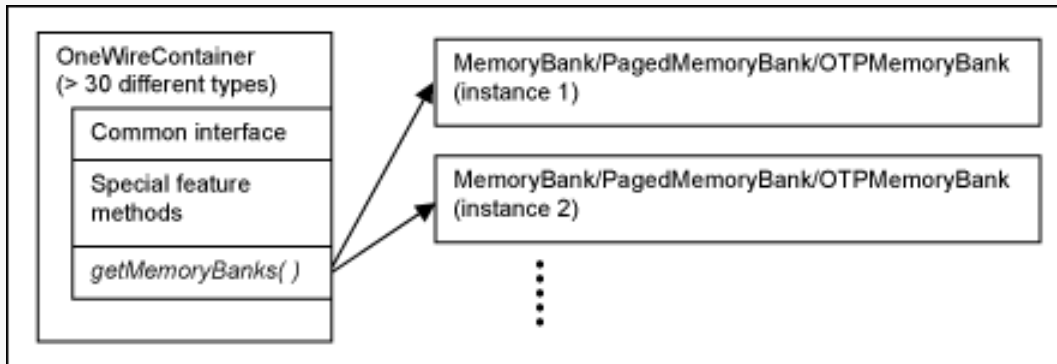 OneWireContainer
(> 30 different types)
Common interface
Special feature
methods
getMemoryBanks( )
MemoryBank/PagedMemoryBank/OTPMemoryBank
(instance 1)
MemoryBank/PagedMemoryBank/OTPMemoryBank
(instance 2)